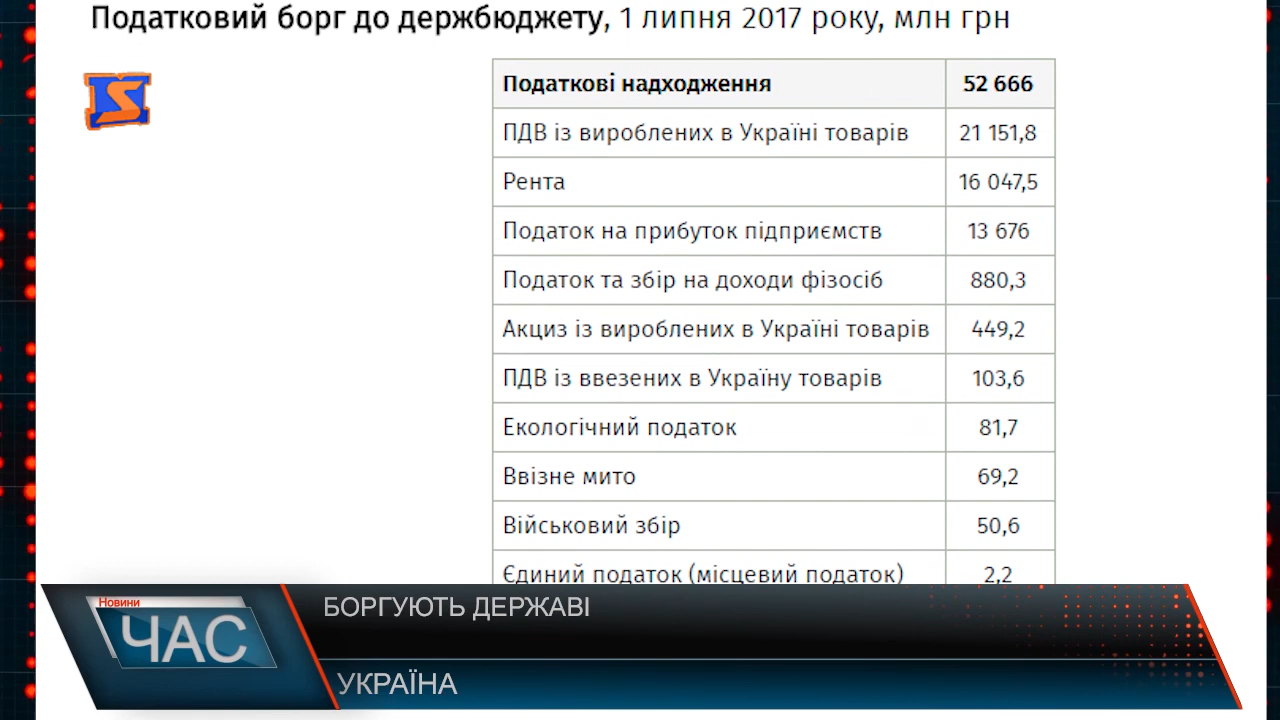 Податковий борг до держбюджету, 1 липня 2017 року, млн грн
Податкові надходження 52 666
ПДВ із вироблених в Україні товарів 21 151,8
Рента 16 047,5
Податок на прибуток підприємств 13 676
Податок та збір на доходи фізосіб 880,3
Акциз із вироблених в Україні товарів 449,2
ПДВ із ввезених в Україну товарів 103,6
Екологічний податок 81,7
Ввізне мито 69,2
Військовий збір 50,6
Єдиний податок (місцевий податок) 2,2
Новини
ЧАС
БОРГУЮТЬ ДЕРЖАВІ
УКРАЇНА